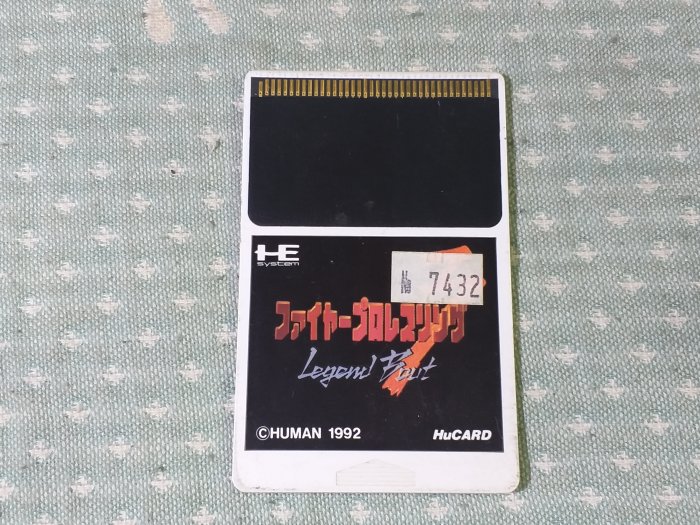 HE
system
№ 7432
ファイヤープロレスリング
Legend Bout
©HUMAN 1992
HuCARD